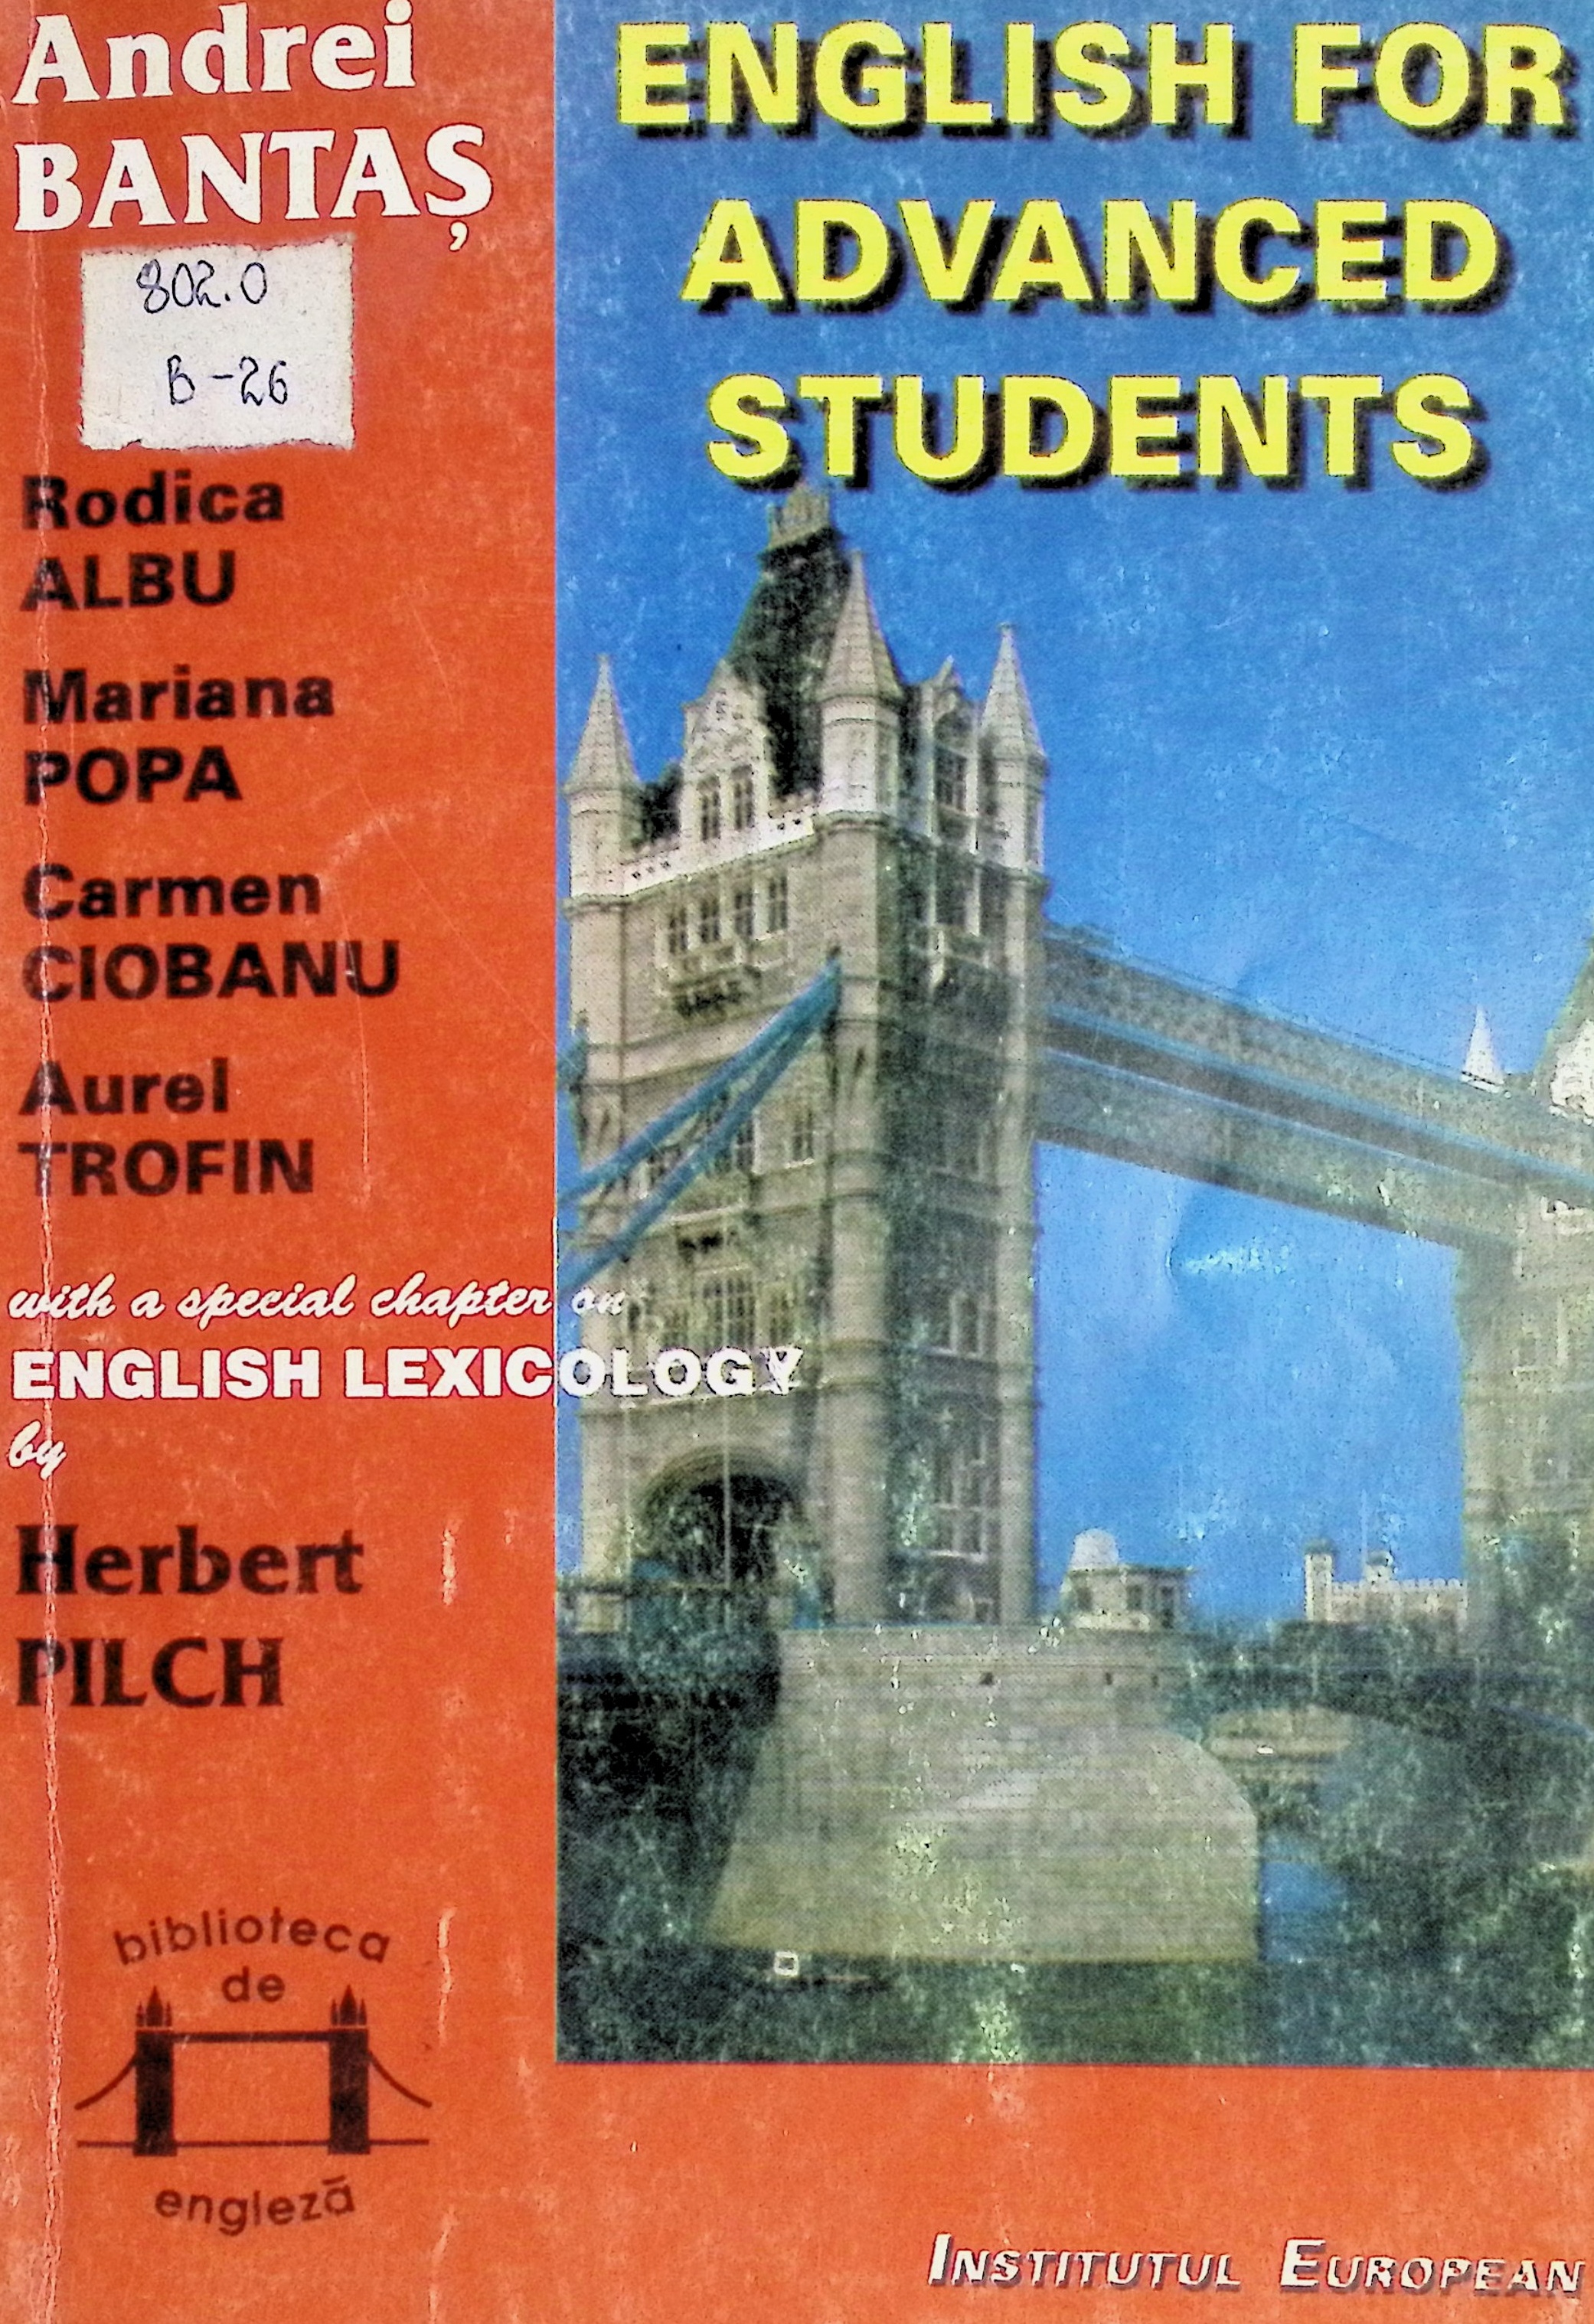 Andrei
BANTAȘ
802.0
B-26
Rodica
ALBU
Mariana
POPA
Carmen
CIOBANU
Aurel
TROFIN
with a special chapter on
ENGLISH LEXICOLOGY
by
Herbert
PILCH
biblioteca
de
engleză
ENGLISH FOR
ADVANCED
STUDENTS
INSTITUTUL EUROPEAN